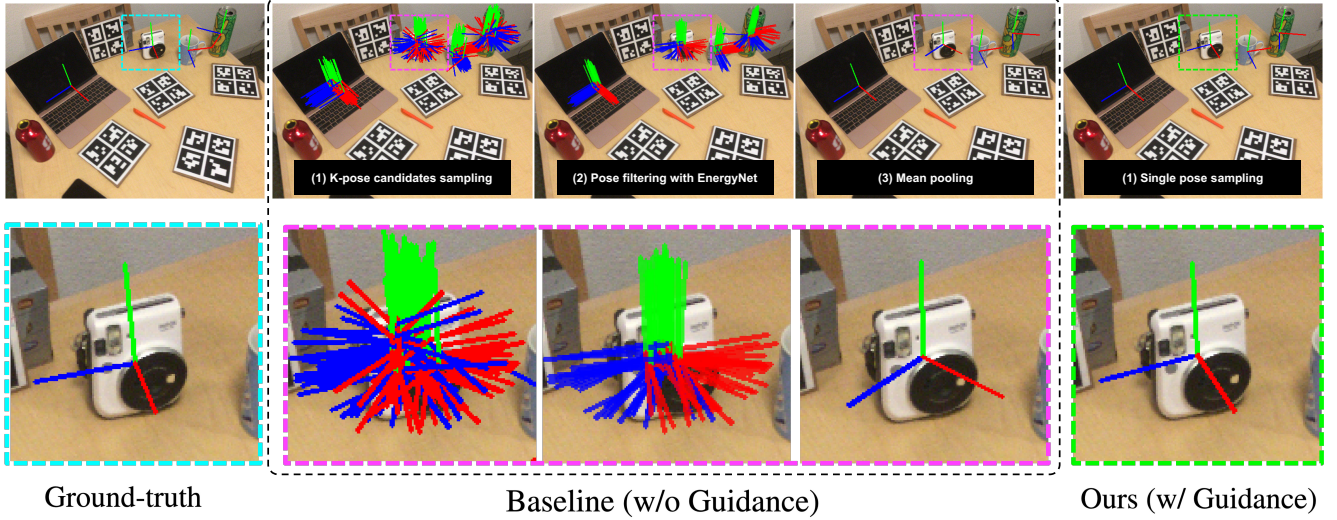 (1) K-pose candidates sampling
(2) Pose filtering with EnergyNet
(3) Mean pooling
(1) Single pose sampling
Ground-truth
Baseline (w/o Guidance)
Ours (w/ Guidance)